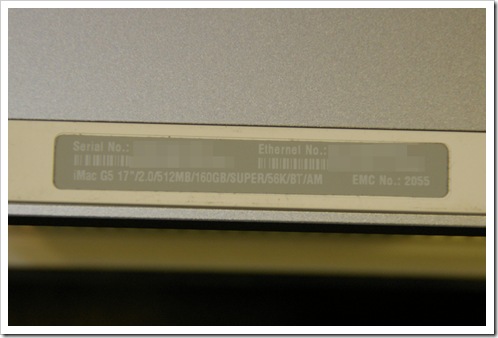 Serial No.: Ethernet No.:
iMac G5 17"/2.0/512MB/160GB/SUPER/56K/BT/AM EMC No.: 2055